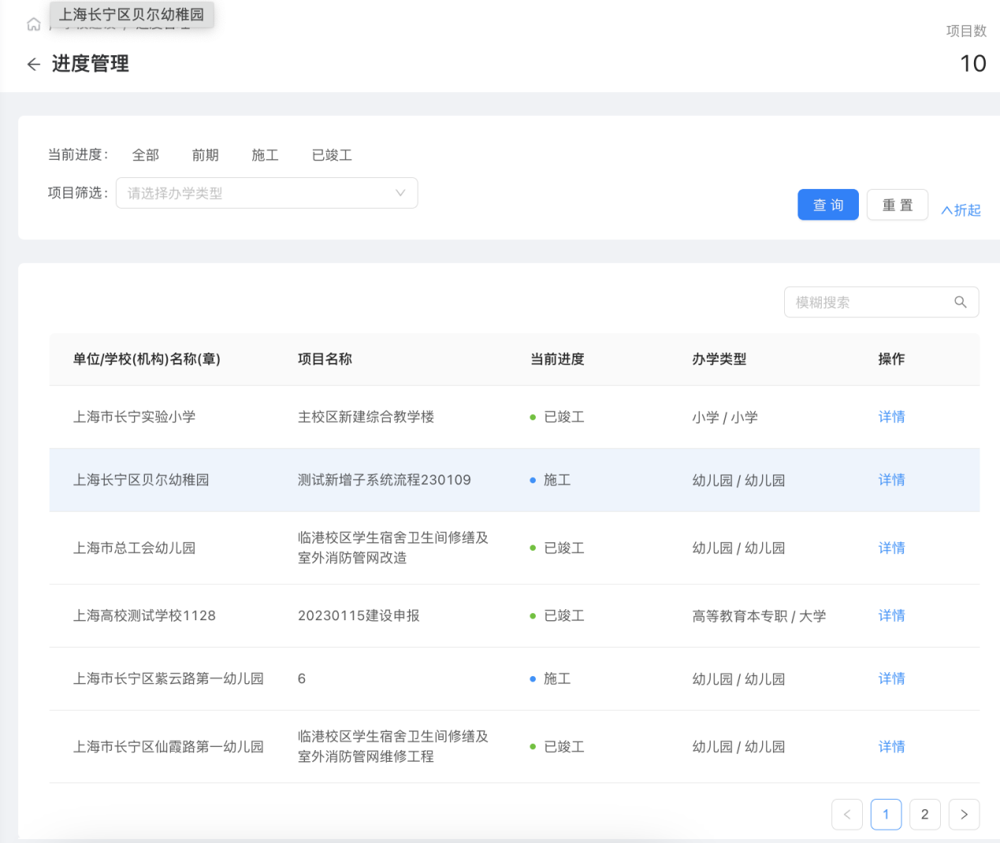 上海长宁区贝尔幼稚园
项目数
进度管理
10
当前进度: 全部 前期 施工 已竣工
项目筛选: 请选择办学类型
查 询 重 置 折起
模糊搜索
单位/学校(机构)名称(章) 项目名称 当前进度 办学类型 操作
上海市长宁实验小学 主校区新建综合教学楼 已竣工 小学 / 小学 详情
上海长宁区贝尔幼稚园 测试新增子系统流程230109 施工 幼儿园 / 幼儿园 详情
上海市总工会幼儿园 临港校区学生宿舍卫生间修缮及
室外消防管网改造 已竣工 幼儿园 / 幼儿园 详情
上海高校测试学校1128 20230115建设申报 已竣工 高等教育本专职 / 大学 详情
上海市长宁区紫云路第一幼儿园 6 施工 幼儿园 / 幼儿园 详情
上海市长宁区仙霞路第一幼儿园 临港校区学生宿舍卫生间修缮及
室外消防管网维修工程 已竣工 幼儿园 / 幼儿园 详情
< 1 2 >